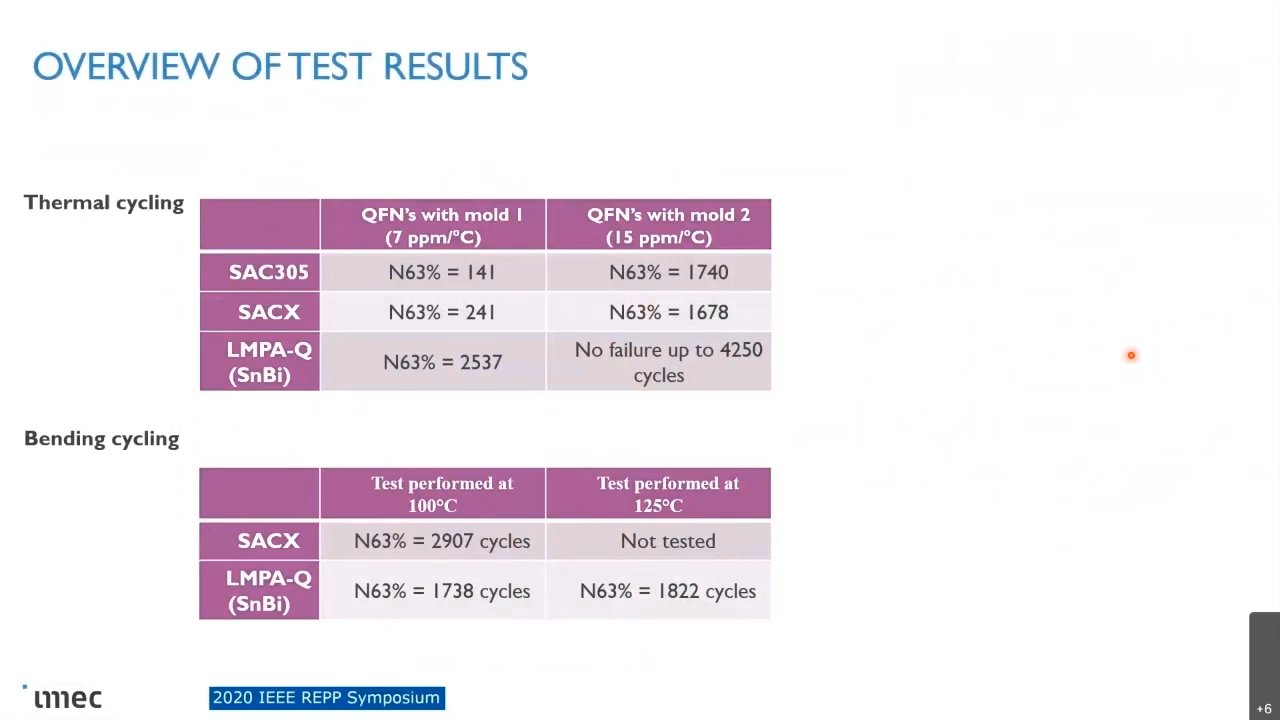 OVERVIEW OF TEST RESULTS
Thermal cycling
QFN's with mold 1
(7 ppm/°C)
QFN's with mold 2
(15 ppm/°C)
SAC305
N63% = 141
N63% = 1740
SACX
N63% = 241
N63% = 1678
LMPA-Q
(SnBi)
N63% = 2537
No failure up to 4250
cycles
Bending cycling
Test performed at
100°C
Test performed at
125°C
SACX
N63% = 2907 cycles
Not tested
LMPA-Q
(SnBi)
N63% = 1738 cycles
N63% = 1822 cycles
imec
2020 IEEE REPP Symposium
+6